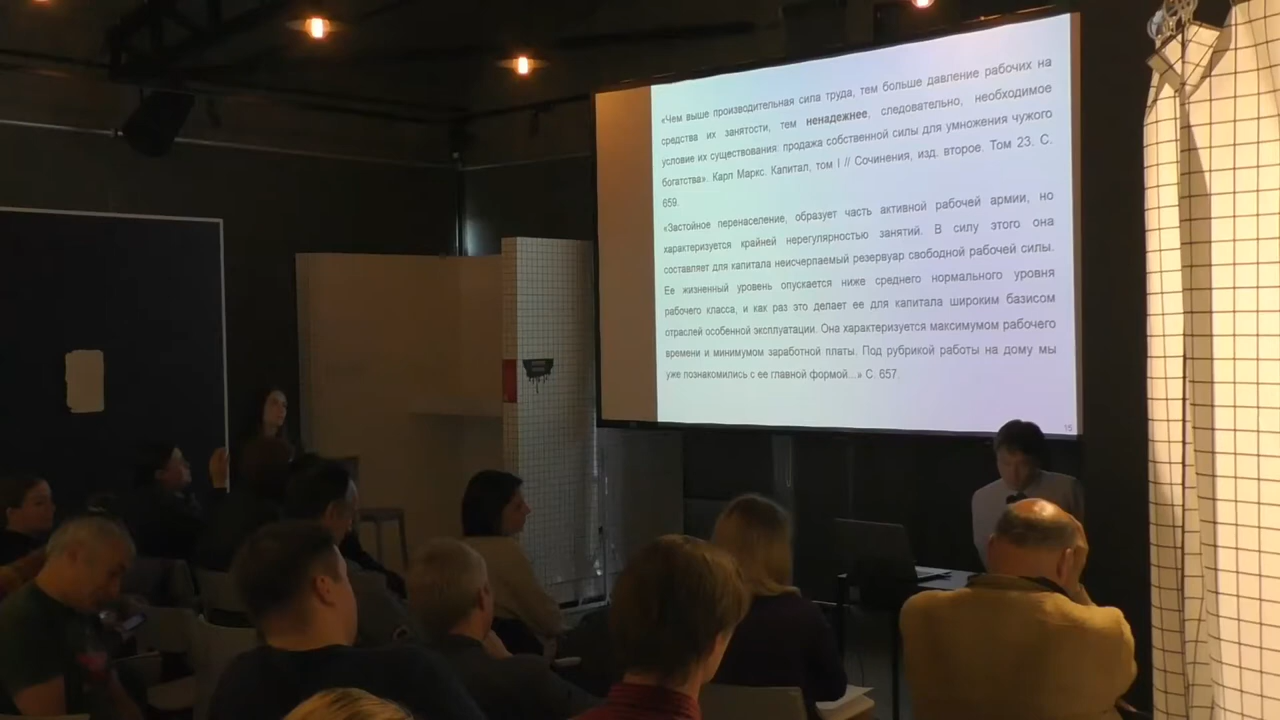 «Чем выше производительная сила труда, тем больше давление рабочих на
средства их занятости, тем ненадежнее, следовательно, необходимое
условие их существования: продажа собственной силы для умножения чужого
богатства». Карл Маркс. Капитал, том I // Сочинения, изд. второе. Том 23. С.
659.
«Застойное перенаселение, образует часть активной рабочей армии, но
характеризуется крайней нерегулярностью занятий. В силу этого она
составляет для капитала неисчерпаемый резервуар свободной рабочей силы.
Ее жизненный уровень опускается ниже среднего нормального уровня
рабочего класса, и как раз это делает ее для капитала широким базисом
отраслей особенной эксплуатации. Она характеризуется максимумом рабочего
времени и минимумом заработной платы. Под рубрикой работы на дому мы
уже познакомились с ее главной формой...» С. 657.
15